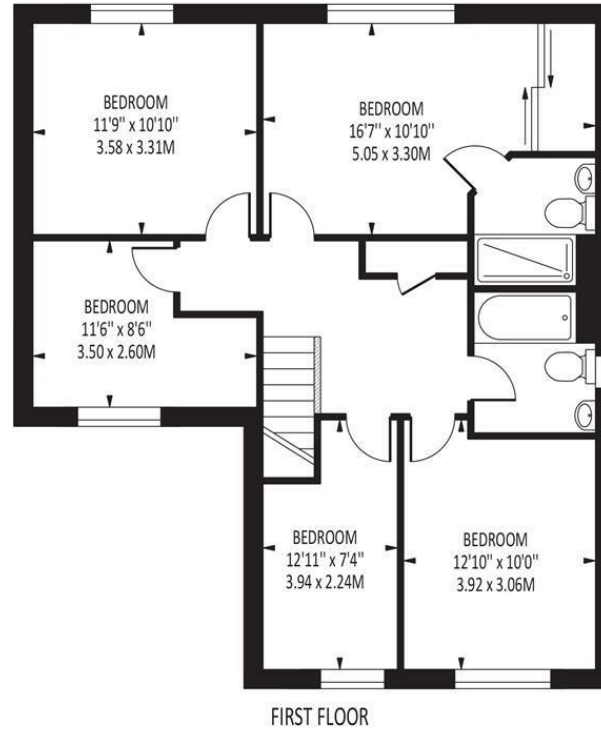 BEDROOM
11'9" x 10'10"
3.58 x 3.31M
BEDROOM
16'7" x 10'10"
5.05 x 3.30M
BEDROOM
11'6" x 8'6"
3.50 x 2.60M
BEDROOM
12'11" x 7'4"
3.94 x 2.24M
BEDROOM
12'10" x 10'0"
3.92 x 3.06M
FIRST FLOOR